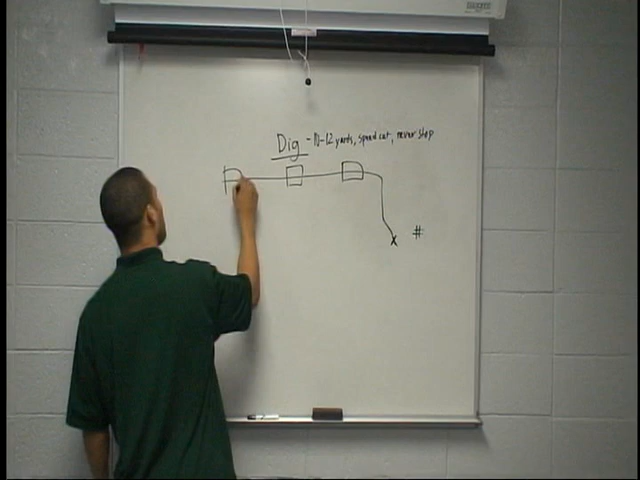 Dig - 10-12 yards, speed cut, never stop
#
x